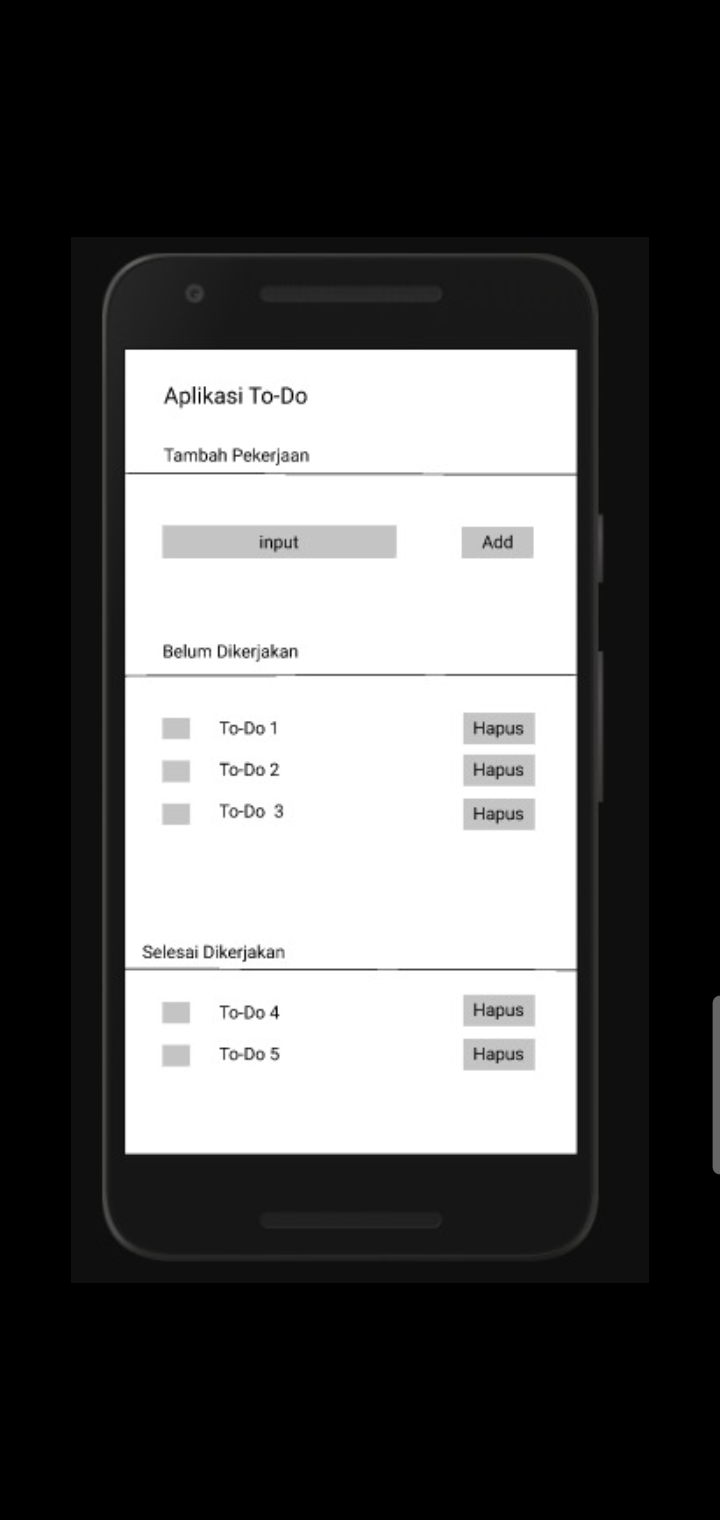 Aplikasi To-Do
Tambah Pekerjaan
input Add
Belum Dikerjakan
To-Do 1 Hapus
To-Do 2 Hapus
To-Do 3 Hapus
Selesai Dikerjakan
To-Do 4 Hapus
To-Do 5 Hapus